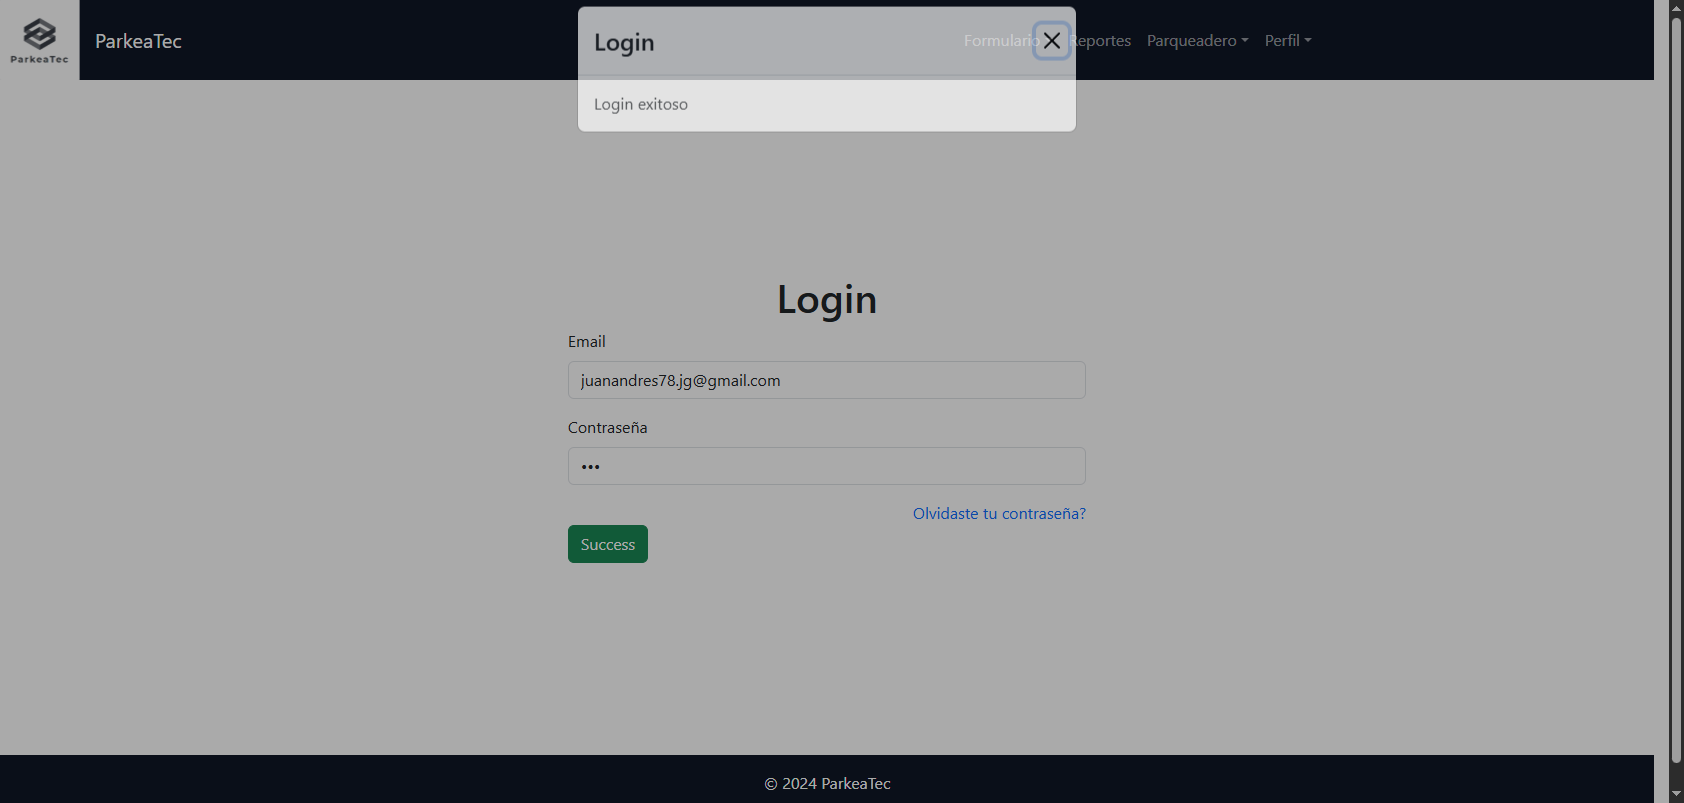 ParkeaTec
ParkeaTec
Login
Formulario
Reportes
Parqueadero
Perfil
Login exitoso
Login
Email
juanandres78.jg@gmail.com
Contraseña
•••
Olvidaste tu contraseña?
Success
© 2024 ParkeaTec